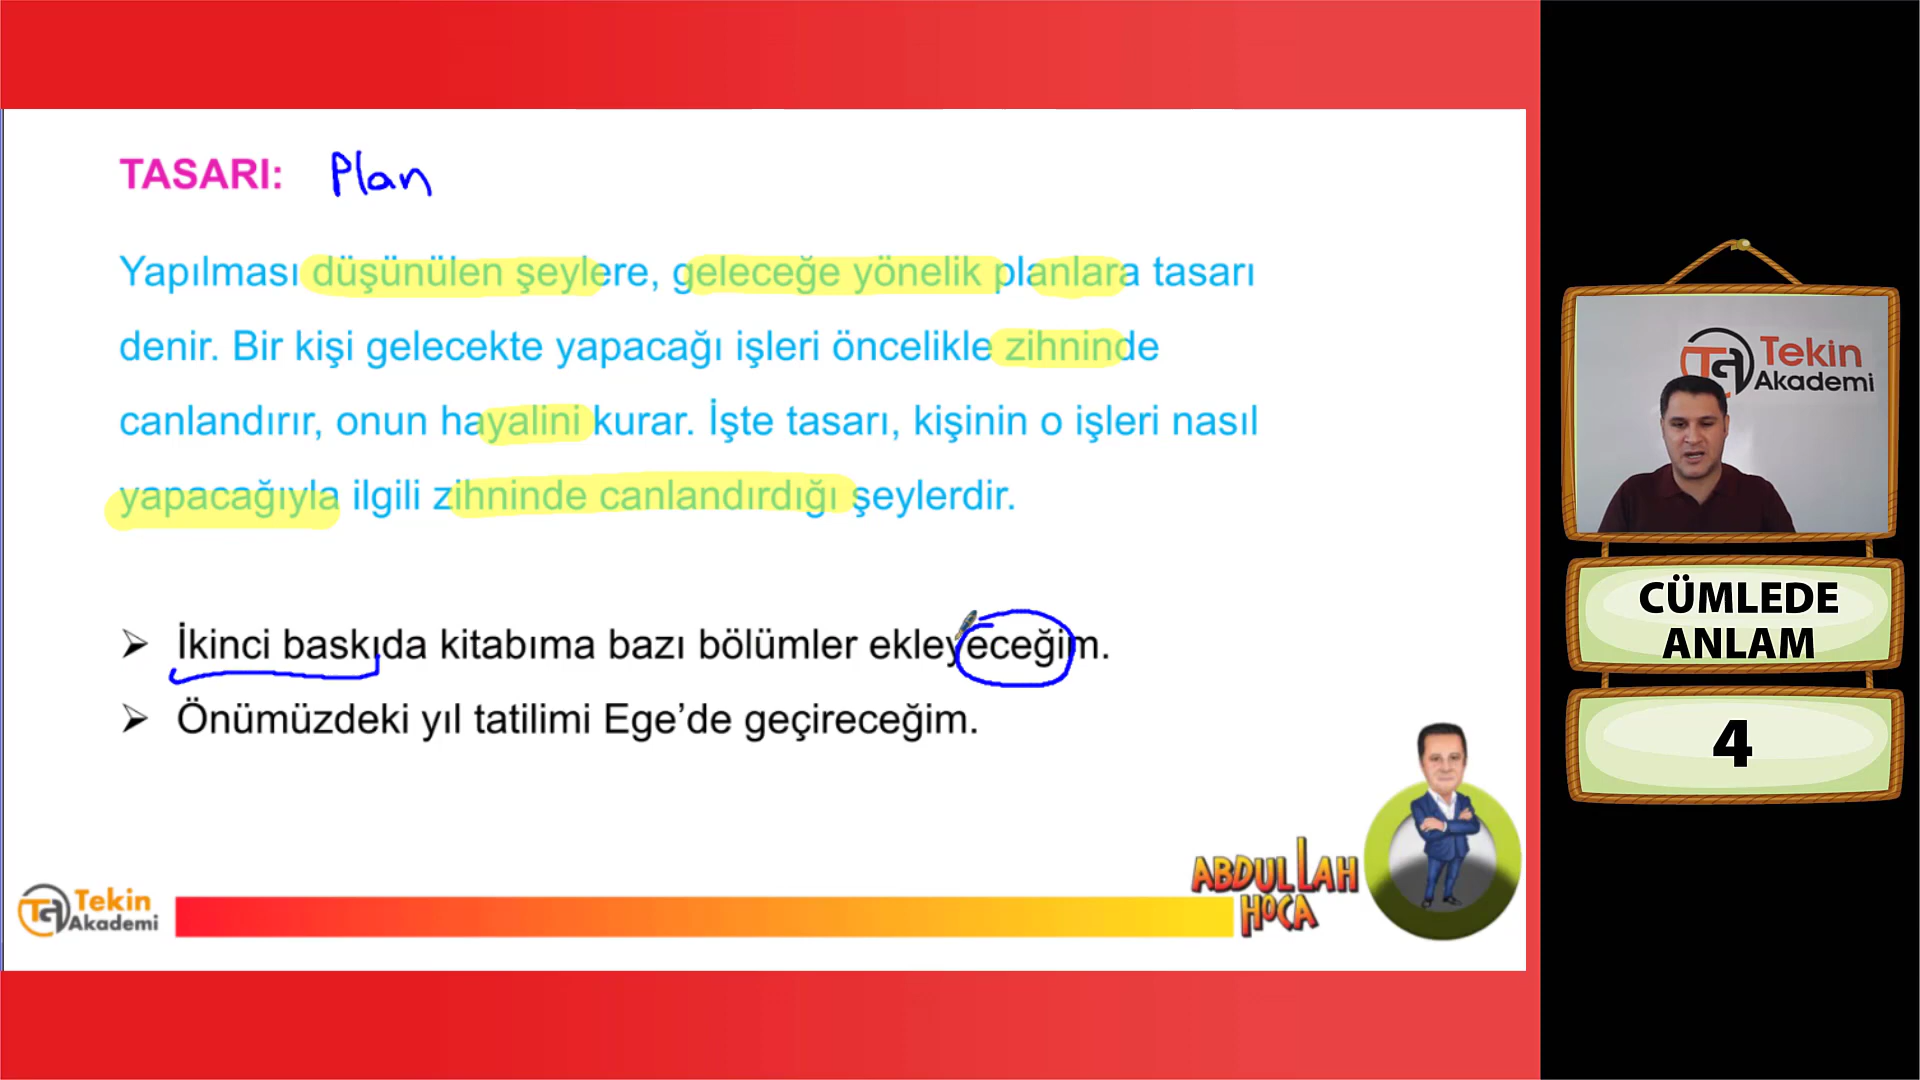 TASARI: Plan
Yapılması düşünülen şeylere, geleceğe yönelik planlara tasarı
denir. Bir kişi gelecekte yapacağı işleri öncelikle zihninde
canlandırır, onun hayalini kurar. İşte tasarı, kişinin o işleri nasıl
yapacağıyla ilgili zihninde canlandırdığı şeylerdir.
➢ İkinci baskıda kitabıma bazı bölümler ekleyeceğim.
➢ Önümüzdeki yıl tatilimi Ege’de geçireceğim.
Tekin
Akademi
ABDULLAH
HOCA
Tekin
Akademi
CÜMLEDE
ANLAM
4